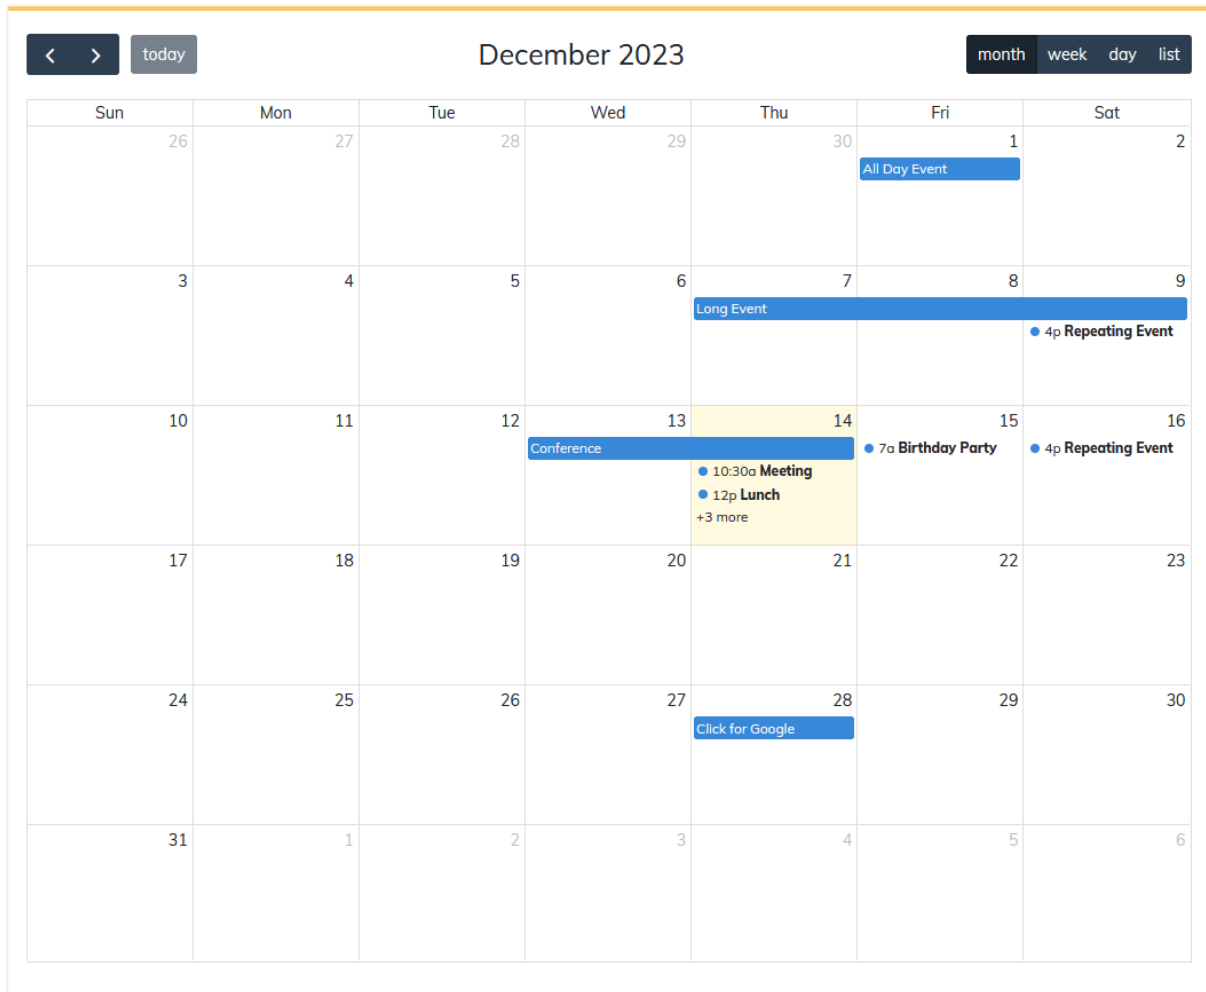 today
December 2023
month week day list
Sun Mon Tue Wed Thu Fri Sat
26 27 28 29 30 1 2
All Day Event
3 4 5 6 7 8 9
Long Event
4p Repeating Event
10 11 12 13 14 15 16
Conference 7a Birthday Party 4p Repeating Event
10:30a Meeting
12p Lunch
+3 more
17 18 19 20 21 22 23
24 25 26 27 28 29 30
Click for Google
31 1 2 3 4 5 6